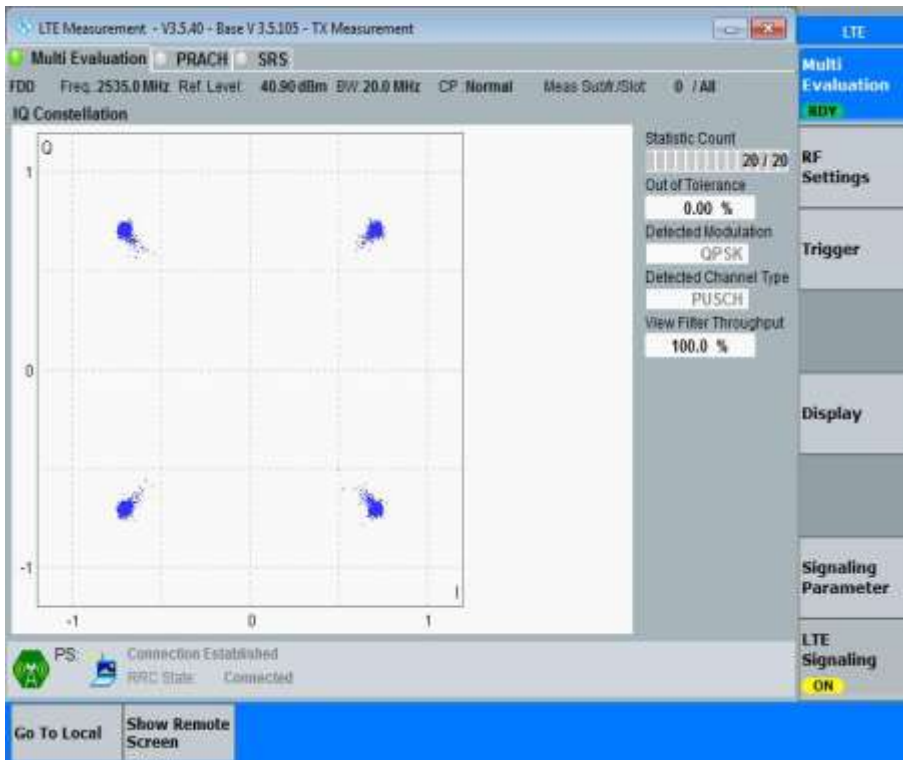 LTE Measurement - V3.5.40 - Base V 3.5.105 - TX Measurement
LTE
Multi Evaluation PRACH SRS
Multi Evaluation
RDY
FDD Freq.:2535.0 MHz Ref. Level: 40.90 dBm BW: 20.0 MHz CP: Normal Meas Subfr./Slot: 0 / All
IQ Constellation
Q
1
0
-1
-1 0 1
I
Statistic Count
20 / 20
Out of Tolerance
0.00 %
Detected Modulation
QPSK
Detected Channel Type
PUSCH
View Filter Throughput
100.0 %
RF
Settings
Trigger
Display
Signaling
Parameter
LTE
Signaling
ON
PS: Connection Established
RRC State: Connected
Go To Local
Show Remote
Screen